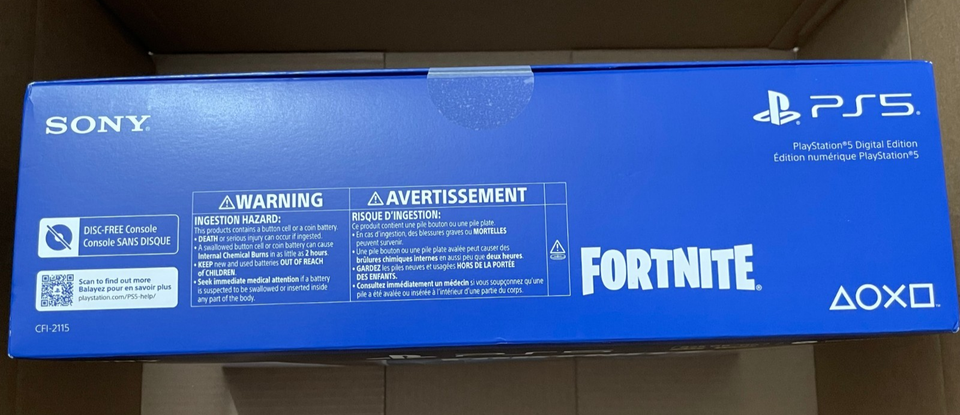 SONY®
PS5.
PlayStation®5 Digital Edition
Édition numérique PlayStation®5
DISC-FREE Console
Console SANS DISQUE
Scan to find out more
Balayez pour en savoir plus
playstation.com/PS5-help/
CFI-2115
⚠WARNING
INGESTION HAZARD:
This product contains a button cell or a coin battery.
• DEATH or serious injury can occur if ingested.
• A swallowed button cell or coin battery can cause
Internal Chemical Burns in as little as 2 hours.
• KEEP new and used batteries OUT OF REACH
of CHILDREN.
• Seek immediate medical attention if a battery
is suspected to be swallowed or inserted inside
any part of the body.
⚠AVERTISSEMENT
RISQUE D'INGESTION:
Ce produit contient une pile bouton ou une pile plate.
• En cas d'ingestion, des blessures graves ou MORTELLES
peuvent survenir.
• Une pile bouton ou une pile plate avalée peut causer des
brûlures chimiques internes en aussi peu que deux heures.
• GARDEZ les piles neuves et usagées HORS DE LA PORTÉE
DES ENFANTS.
• Consultez immédiatement un médecin si vous soupçonnez qu'une
pile a été avalée ou insérée à l'intérieur d'une partie du corps.
FORTNITE®